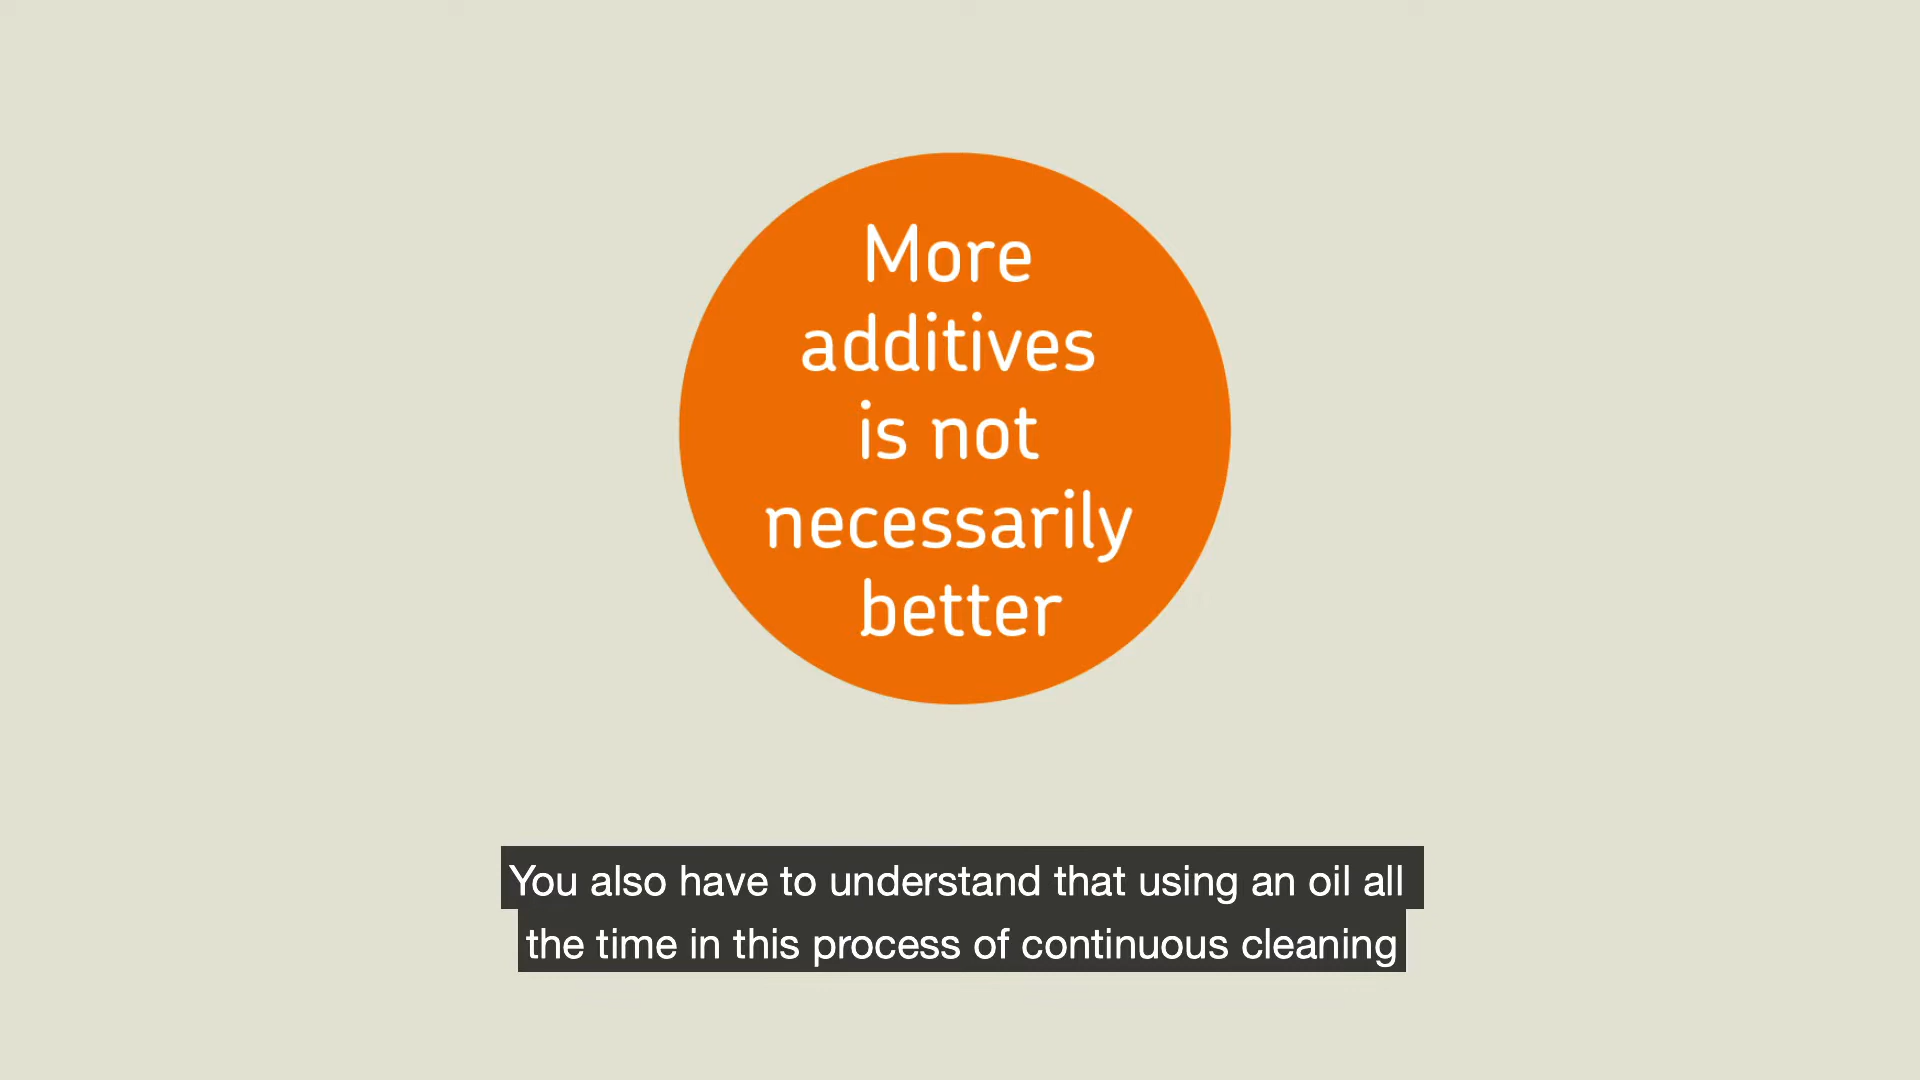 More
additives
is not
necessarily
better
You also have to understand that using an oil all
the time in this process of continuous cleaning